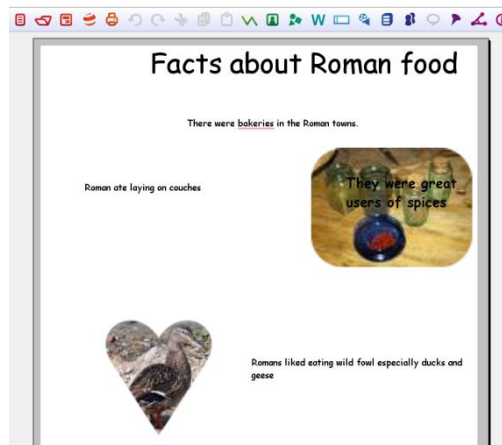 Facts about Roman food
There were bakeries in the Roman towns.
Roman ate laying on couches
They were great
users of spices
Romans liked eating wild fowl especially ducks and
geese